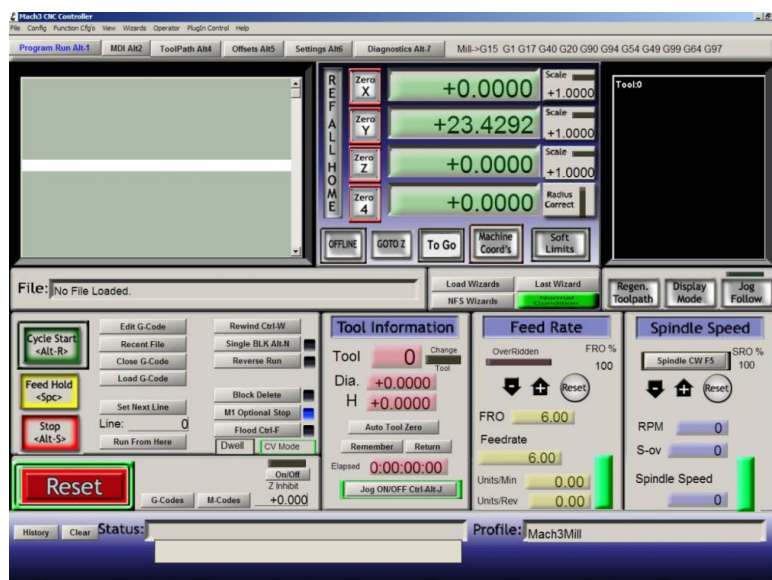 Mach3 CNC Controller
File Config Function Cfg's View Wizards Operator PlugIn Control Help
Program Run Alt-1 MDI Alt2 ToolPath Alt4 Offsets Alt5 Settings Alt6 Diagnostics Alt-7 Mill->G15 G1 G17 G40 G20 G90 G94 G54 G49 G99 G64 G97
REF ALL HOME
Zero X +0.0000 Scale +1.0000
Zero Y +23.4292 Scale +1.0000
Zero Z +0.0000 Scale +1.0000
Zero 4 +0.0000 Radius Correct
OFFLINE GOTO Z To Go Machine Coord's Soft Limits
Tool:0
File: No File Loaded.
Load Wizards Last Wizard
NFS Wizards Normal Condition
Regen. Toolpath Display Mode Jog Follow
Cycle Start <Alt-R>
Feed Hold <Spc>
Stop <Alt-S>
Edit G-Code
Recent File
Close G-Code
Load G-Code
Set Next Line
Line: 0
Run From Here
Rewind Ctrl-W
Single BLK Alt-N
Reverse Run
Block Delete
M1 Optional Stop
Flood Ctrl-F
Dwell CV Mode
Reset
G-Codes M-Codes
On/Off
Z Inhibit
+0.000
Tool Information
Tool 0 Change Tool
Dia. +0.0000
H +0.0000
Auto Tool Zero
Remember Return
Elapsed 0:00:00:00
Jog ON/OFF Ctrl-Alt-J
Feed Rate
OverRidden FRO %
100
Reset
FRO 6.00
Feedrate
6.00
Units/Min 0.00
Units/Rev 0.00
Spindle Speed
Spindle CW F5 SRO %
100
Reset
RPM 0
S-ov 0
Spindle Speed
0
History Clear Status: Profile: Mach3Mill